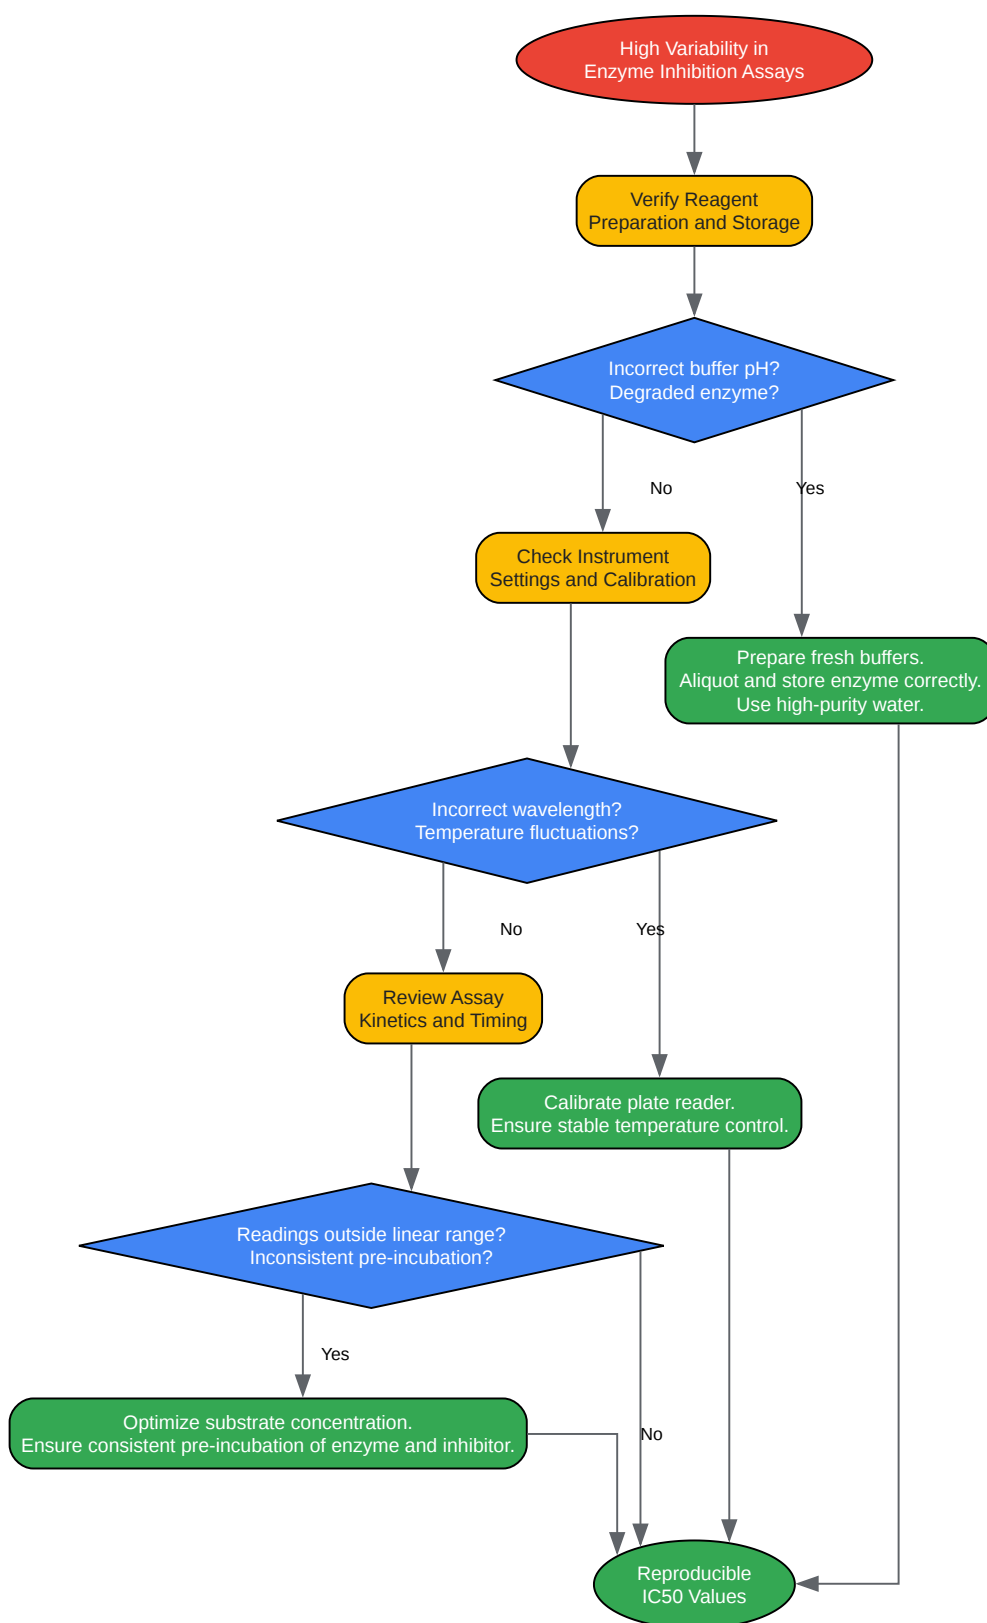 High Variability in
Enzyme Inhibition Assays
Verify Reagent
Preparation and Storage
Incorrect buffer pH?
Degraded enzyme?
No
Yes
Check Instrument
Settings and Calibration
Prepare fresh buffers.
Aliquot and store enzyme correctly.
Use high-purity water.
Incorrect wavelength?
Temperature fluctuations?
No
Yes
Review Assay
Kinetics and Timing
Calibrate plate reader.
Ensure stable temperature control.
Readings outside linear range?
Inconsistent pre-incubation?
Yes
Optimize substrate concentration.
Ensure consistent pre-incubation of enzyme and inhibitor.
No
Reproducible
IC50 Values